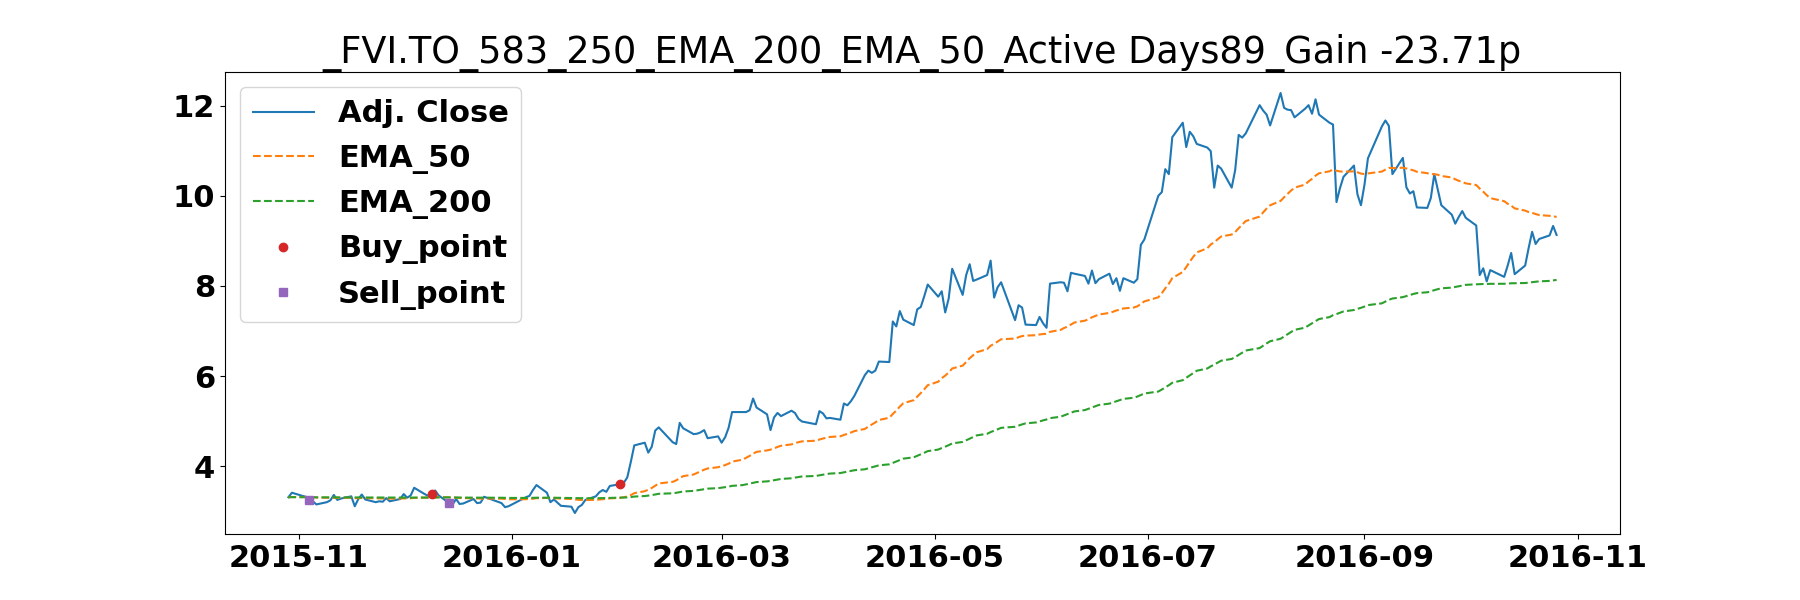 _FVI.TO_583_250_EMA_200_EMA_50_Active Days89_Gain -23.71p
Adj. Close
EMA_50
EMA_200
Buy_point
Sell_point
12
10
8
6
4
2015-11 2016-01 2016-03 2016-05 2016-07 2016-09 2016-11